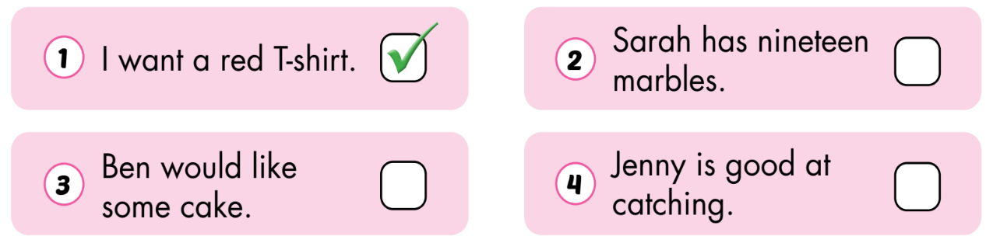 1 I want a red T-shirt.
2 Sarah has nineteen
marbles.
3 Ben would like
some cake.
4 Jenny is good at
catching.